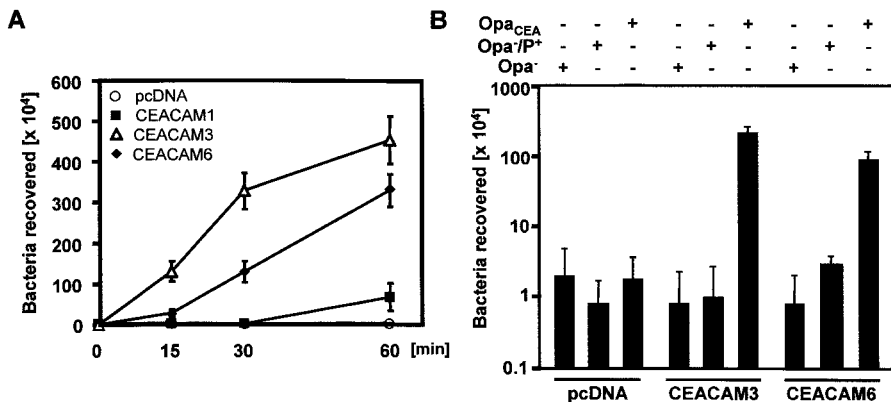 A
Bacteria recovered [x 10⁴]
600
500
400
300
200
100
0
0 15 30 60 [min]
pcDNA
CEACAM1
CEACAM3
CEACAM6
B
Opa_CEA - - + - - + - - +
Opa⁻/P⁺ - + - - + - - + -
Opa⁻ + - - + - - + - -
Bacteria recovered [x 10⁴]
1000
100
10
1
0.1
pcDNA CEACAM3 CEACAM6